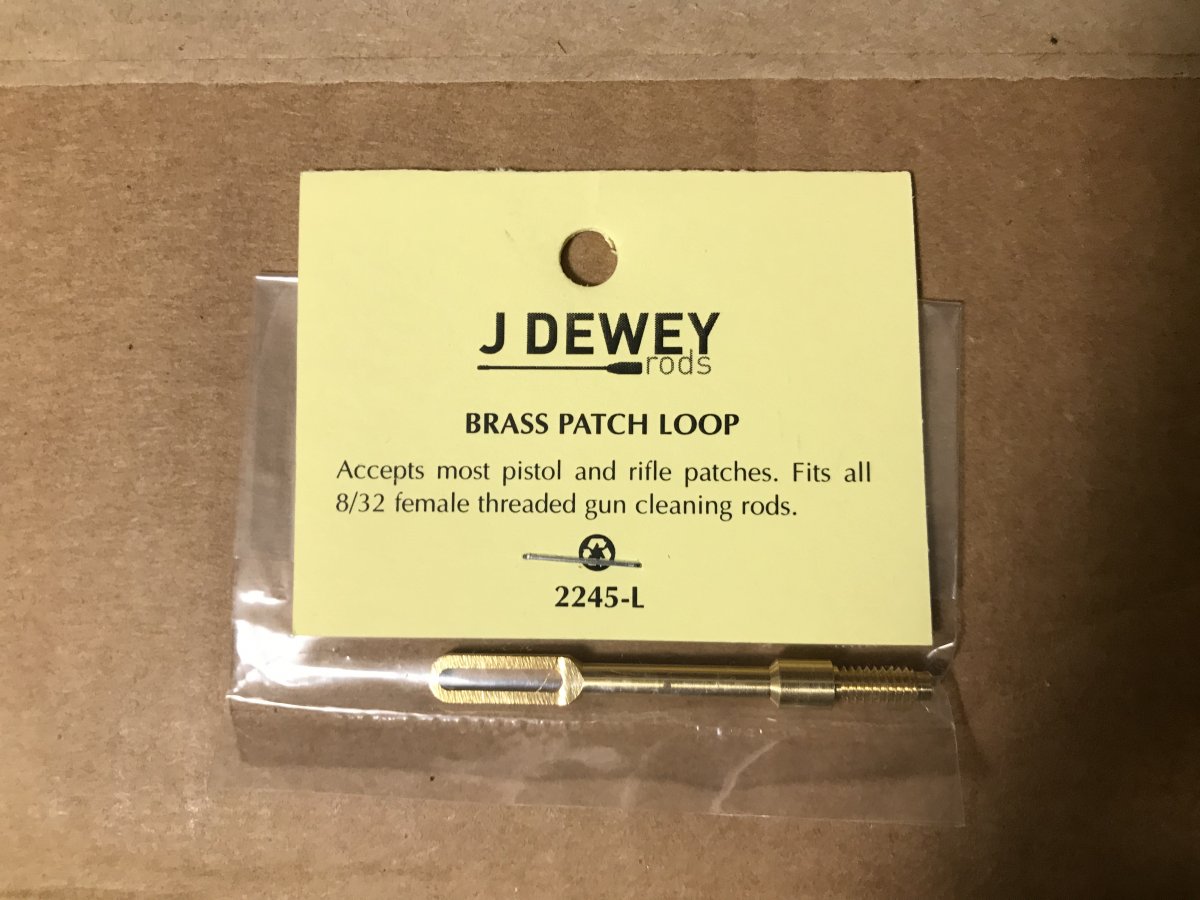 J DEWEY
rods
BRASS PATCH LOOP
Accepts most pistol and rifle patches. Fits all
8/32 female threaded gun cleaning rods.
2245-L